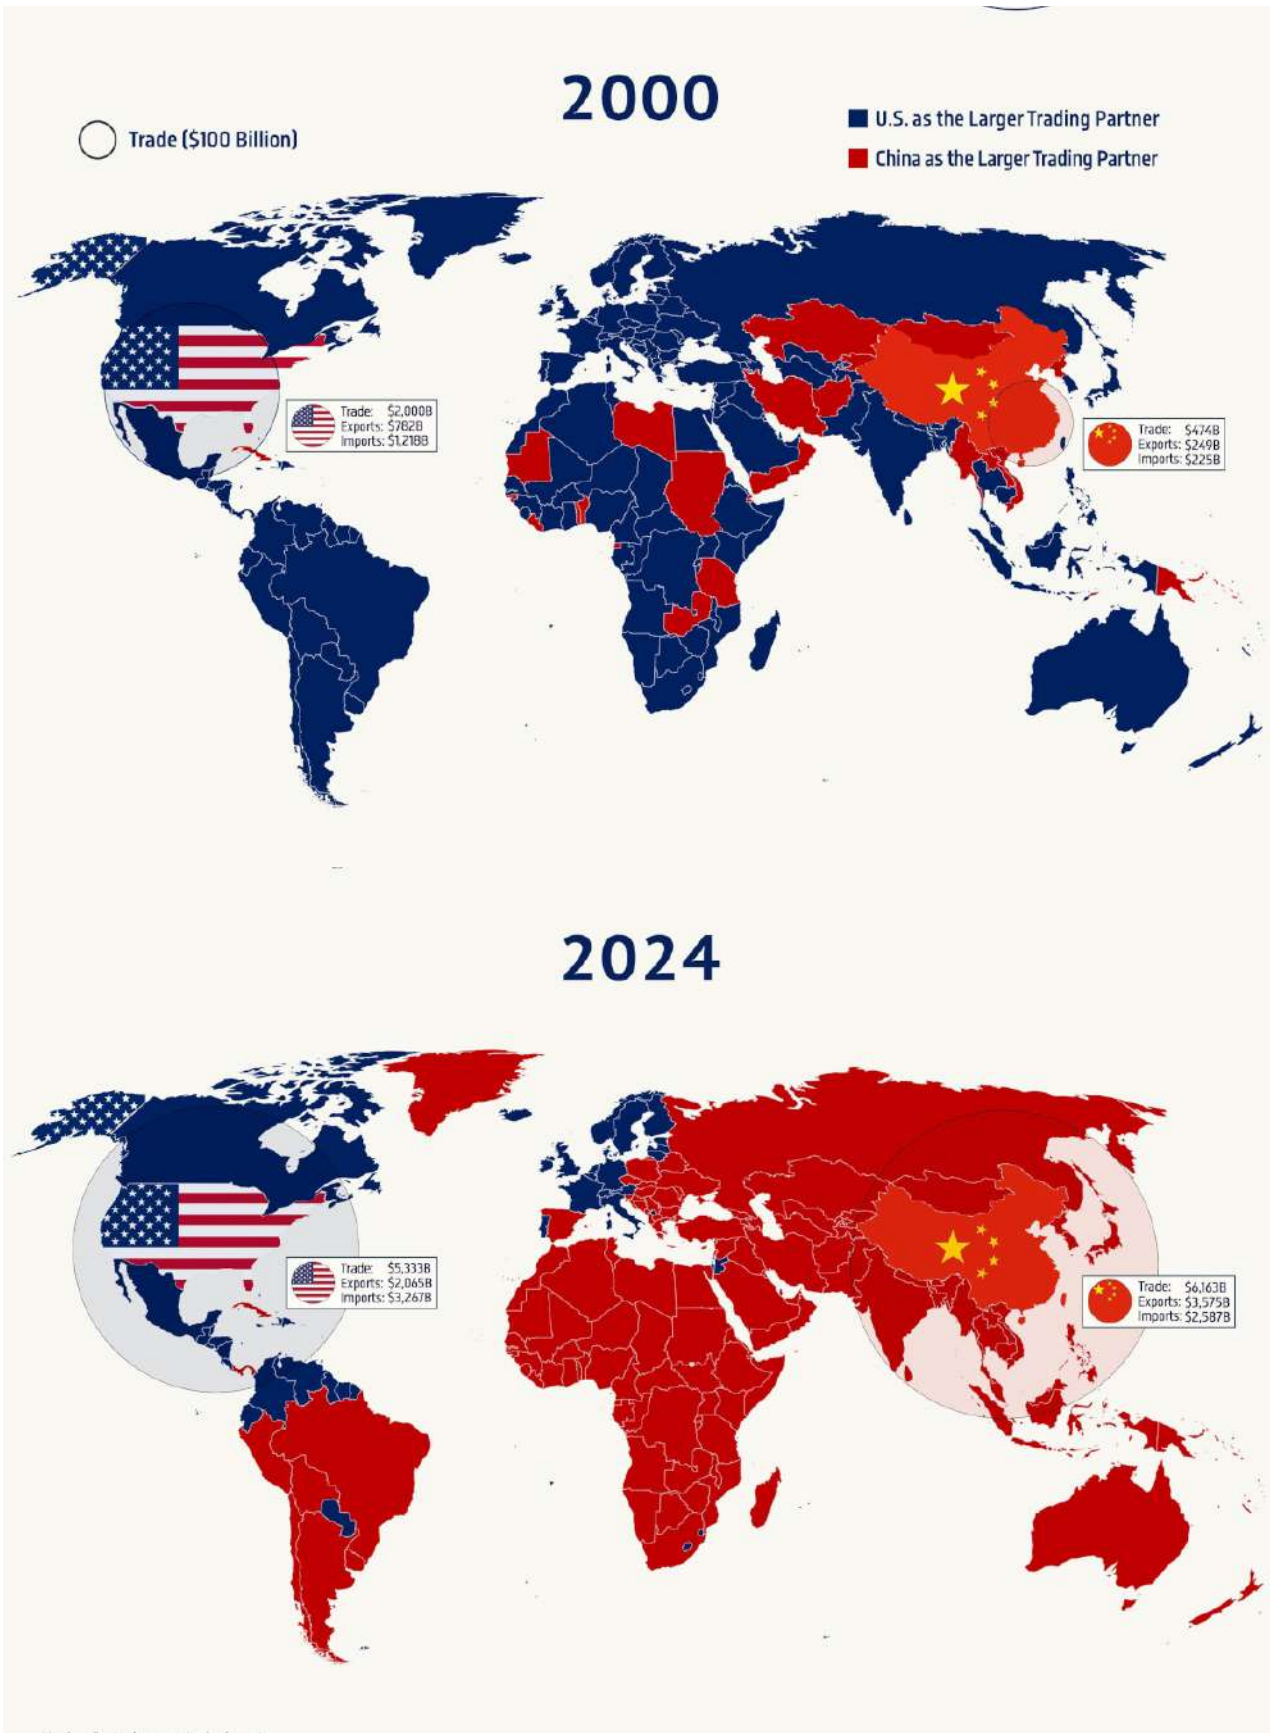 2000
Trade ($100 Billion)
U.S. as the Larger Trading Partner
China as the Larger Trading Partner
Trade: $2,000B
Exports: $782B
Imports: $1,218B
Trade: $474B
Exports: $249B
Imports: $225B
2024
Trade: $5,333B
Exports: $2,065B
Imports: $3,267B
Trade: $6,163B
Exports: $3,575B
Imports: $2,587B